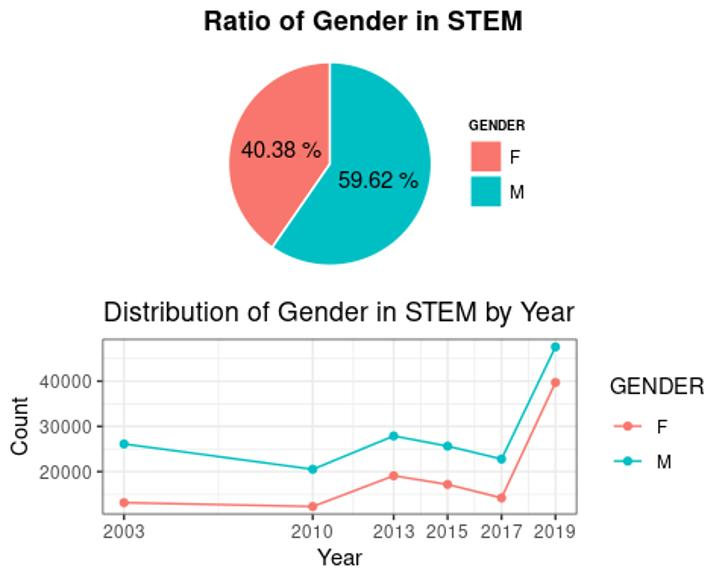 Ratio of Gender in STEM
GENDER
40.38 %
F
59.62 %
M
Distribution of Gender in STEM by Year
40000
30000
20000
Count
GENDER
F
M
2003 2010 2013 2015 2017 2019
Year